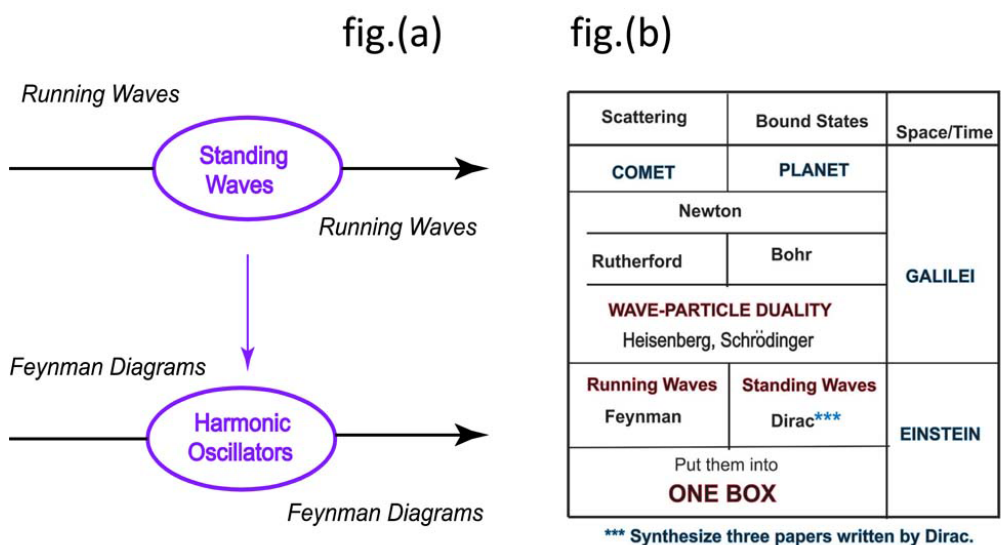 fig.(a)
fig.(b)
Running Waves
Standing
Waves
Running Waves
Feynman Diagrams
Harmonic
Oscillators
Feynman Diagrams
Scattering
Bound States
Space/Time
COMET
PLANET
Newton
Rutherford
Bohr
GALILEI
WAVE-PARTICLE DUALITY
Heisenberg, Schrödinger
Running Waves
Standing Waves
Feynman
Dirac***
EINSTEIN
Put them into
ONE BOX
*** Synthesize three papers written by Dirac.